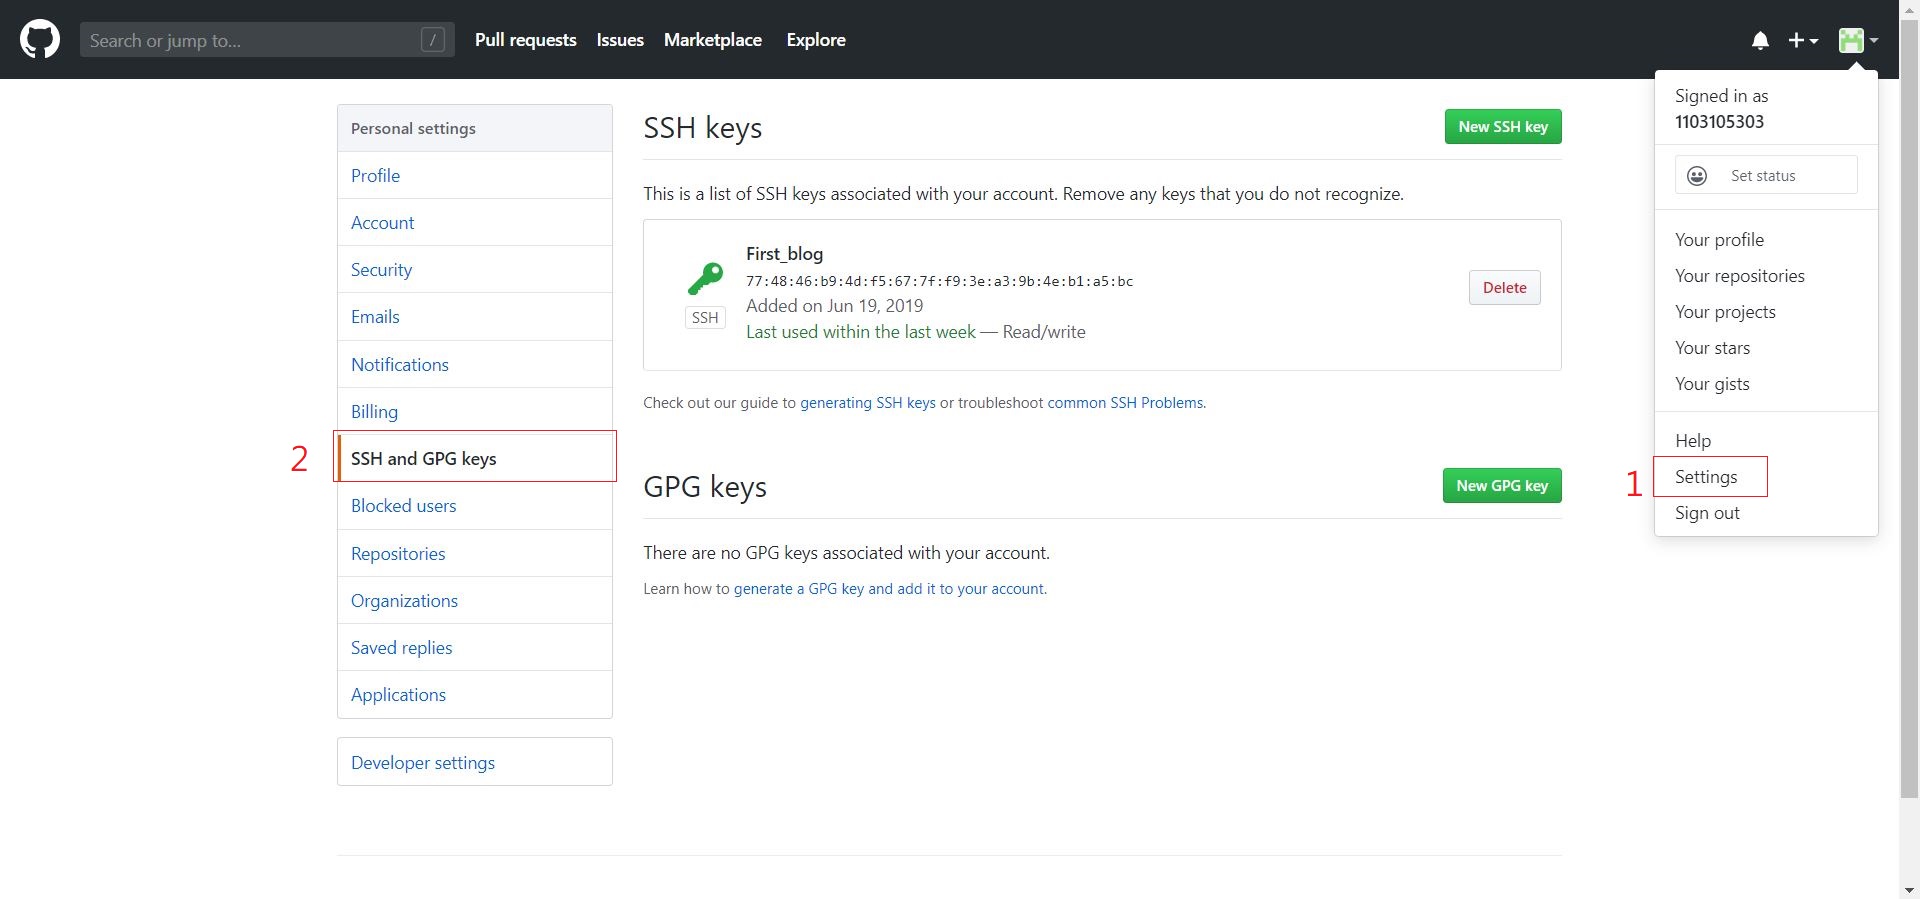 Search or jump to...
/
Pull requests
Issues
Marketplace
Explore
Signed in as
1103105303
Set status
Your profile
Your repositories
Your projects
Your stars
Your gists
Help
1
Settings
Sign out
Personal settings
Profile
Account
Security
Emails
Notifications
Billing
2
SSH and GPG keys
Blocked users
Repositories
Organizations
Saved replies
Applications
Developer settings
SSH keys
New SSH key
This is a list of SSH keys associated with your account. Remove any keys that you do not recognize.
SSH
First_blog
77:48:46:b9:4d:f5:67:7f:f9:3e:a3:9b:4e:b1:a5:bc
Added on Jun 19, 2019
Last used within the last week — Read/write
Delete
Check out our guide to generating SSH keys or troubleshoot common SSH Problems.
GPG keys
New GPG key
There are no GPG keys associated with your account.
Learn how to generate a GPG key and add it to your account.